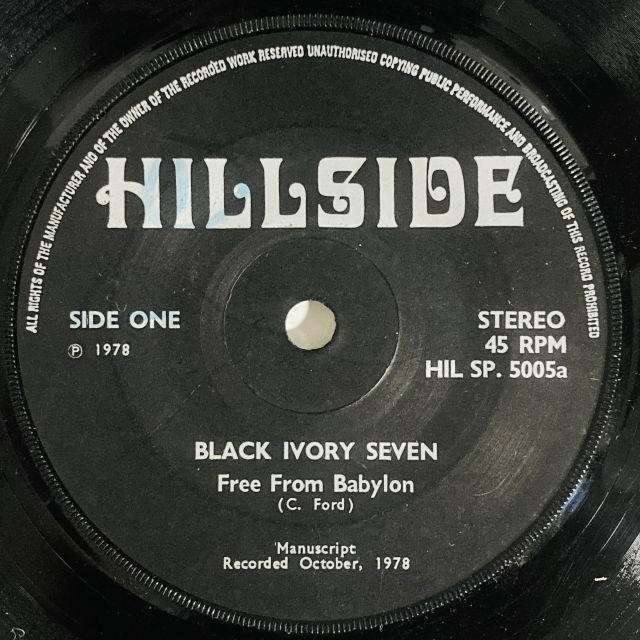 ALL RIGHTS OF THE MANUFACTURER AND OF THE OWNER OF THE RECORDED WORK RESERVED UNAUTHORISED COPYING PUBLIC PERFORMANCE AND BROADCASTING OF THIS RECORD PROHIBITED
HILLSIDE
SIDE ONE
℗ 1978
STEREO
45 RPM
HIL SP. 5005a
BLACK IVORY SEVEN
Free From Babylon
(C. Ford)
Manuscript
Recorded October, 1978